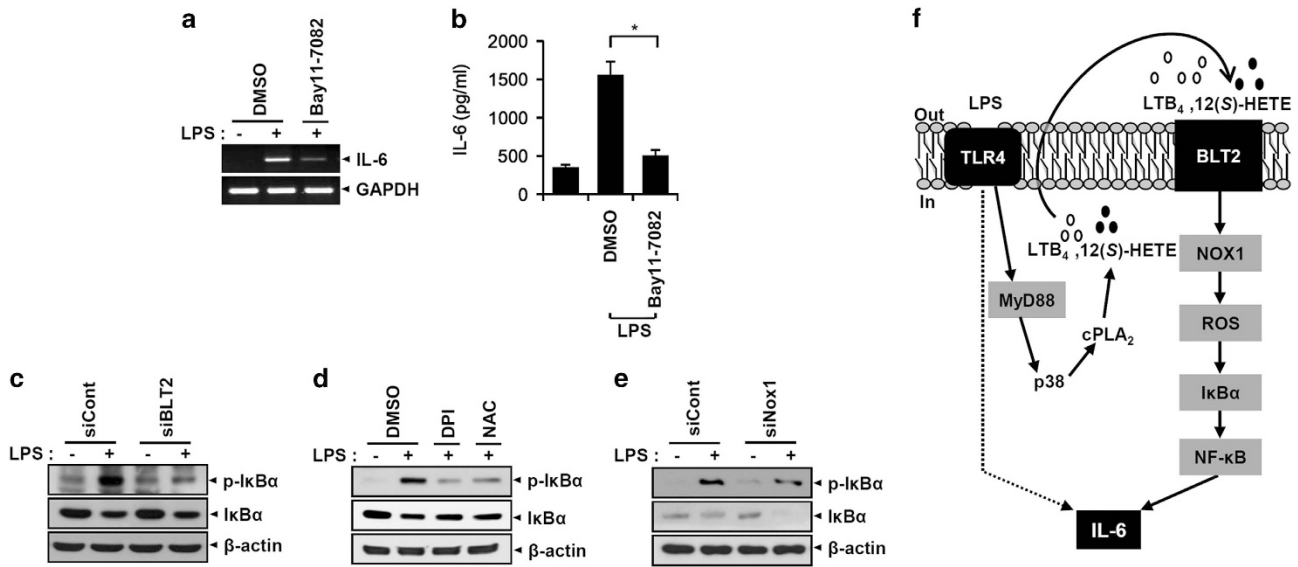 a
DMSO
Bay11-7082
LPS : - + +
IL-6
GAPDH
b
*
IL-6 (pg/ml)
2000
1500
1000
500
0
DMSO
Bay11-7082
LPS
c
siCont siBLT2
LPS : - + - +
p-IκBα
IκBα
β-actin
d
DMSO
DPI
NAC
LPS : - + + +
p-IκBα
IκBα
β-actin
e
siCont siNox1
LPS : - + - +
p-IκBα
IκBα
β-actin
f
LTB4 ,12(S)-HETE
LPS
Out
TLR4
BLT2
In
LTB4 ,12(S)-HETE
NOX1
MyD88
ROS
cPLA2
p38
IκBα
NF-κB
IL-6